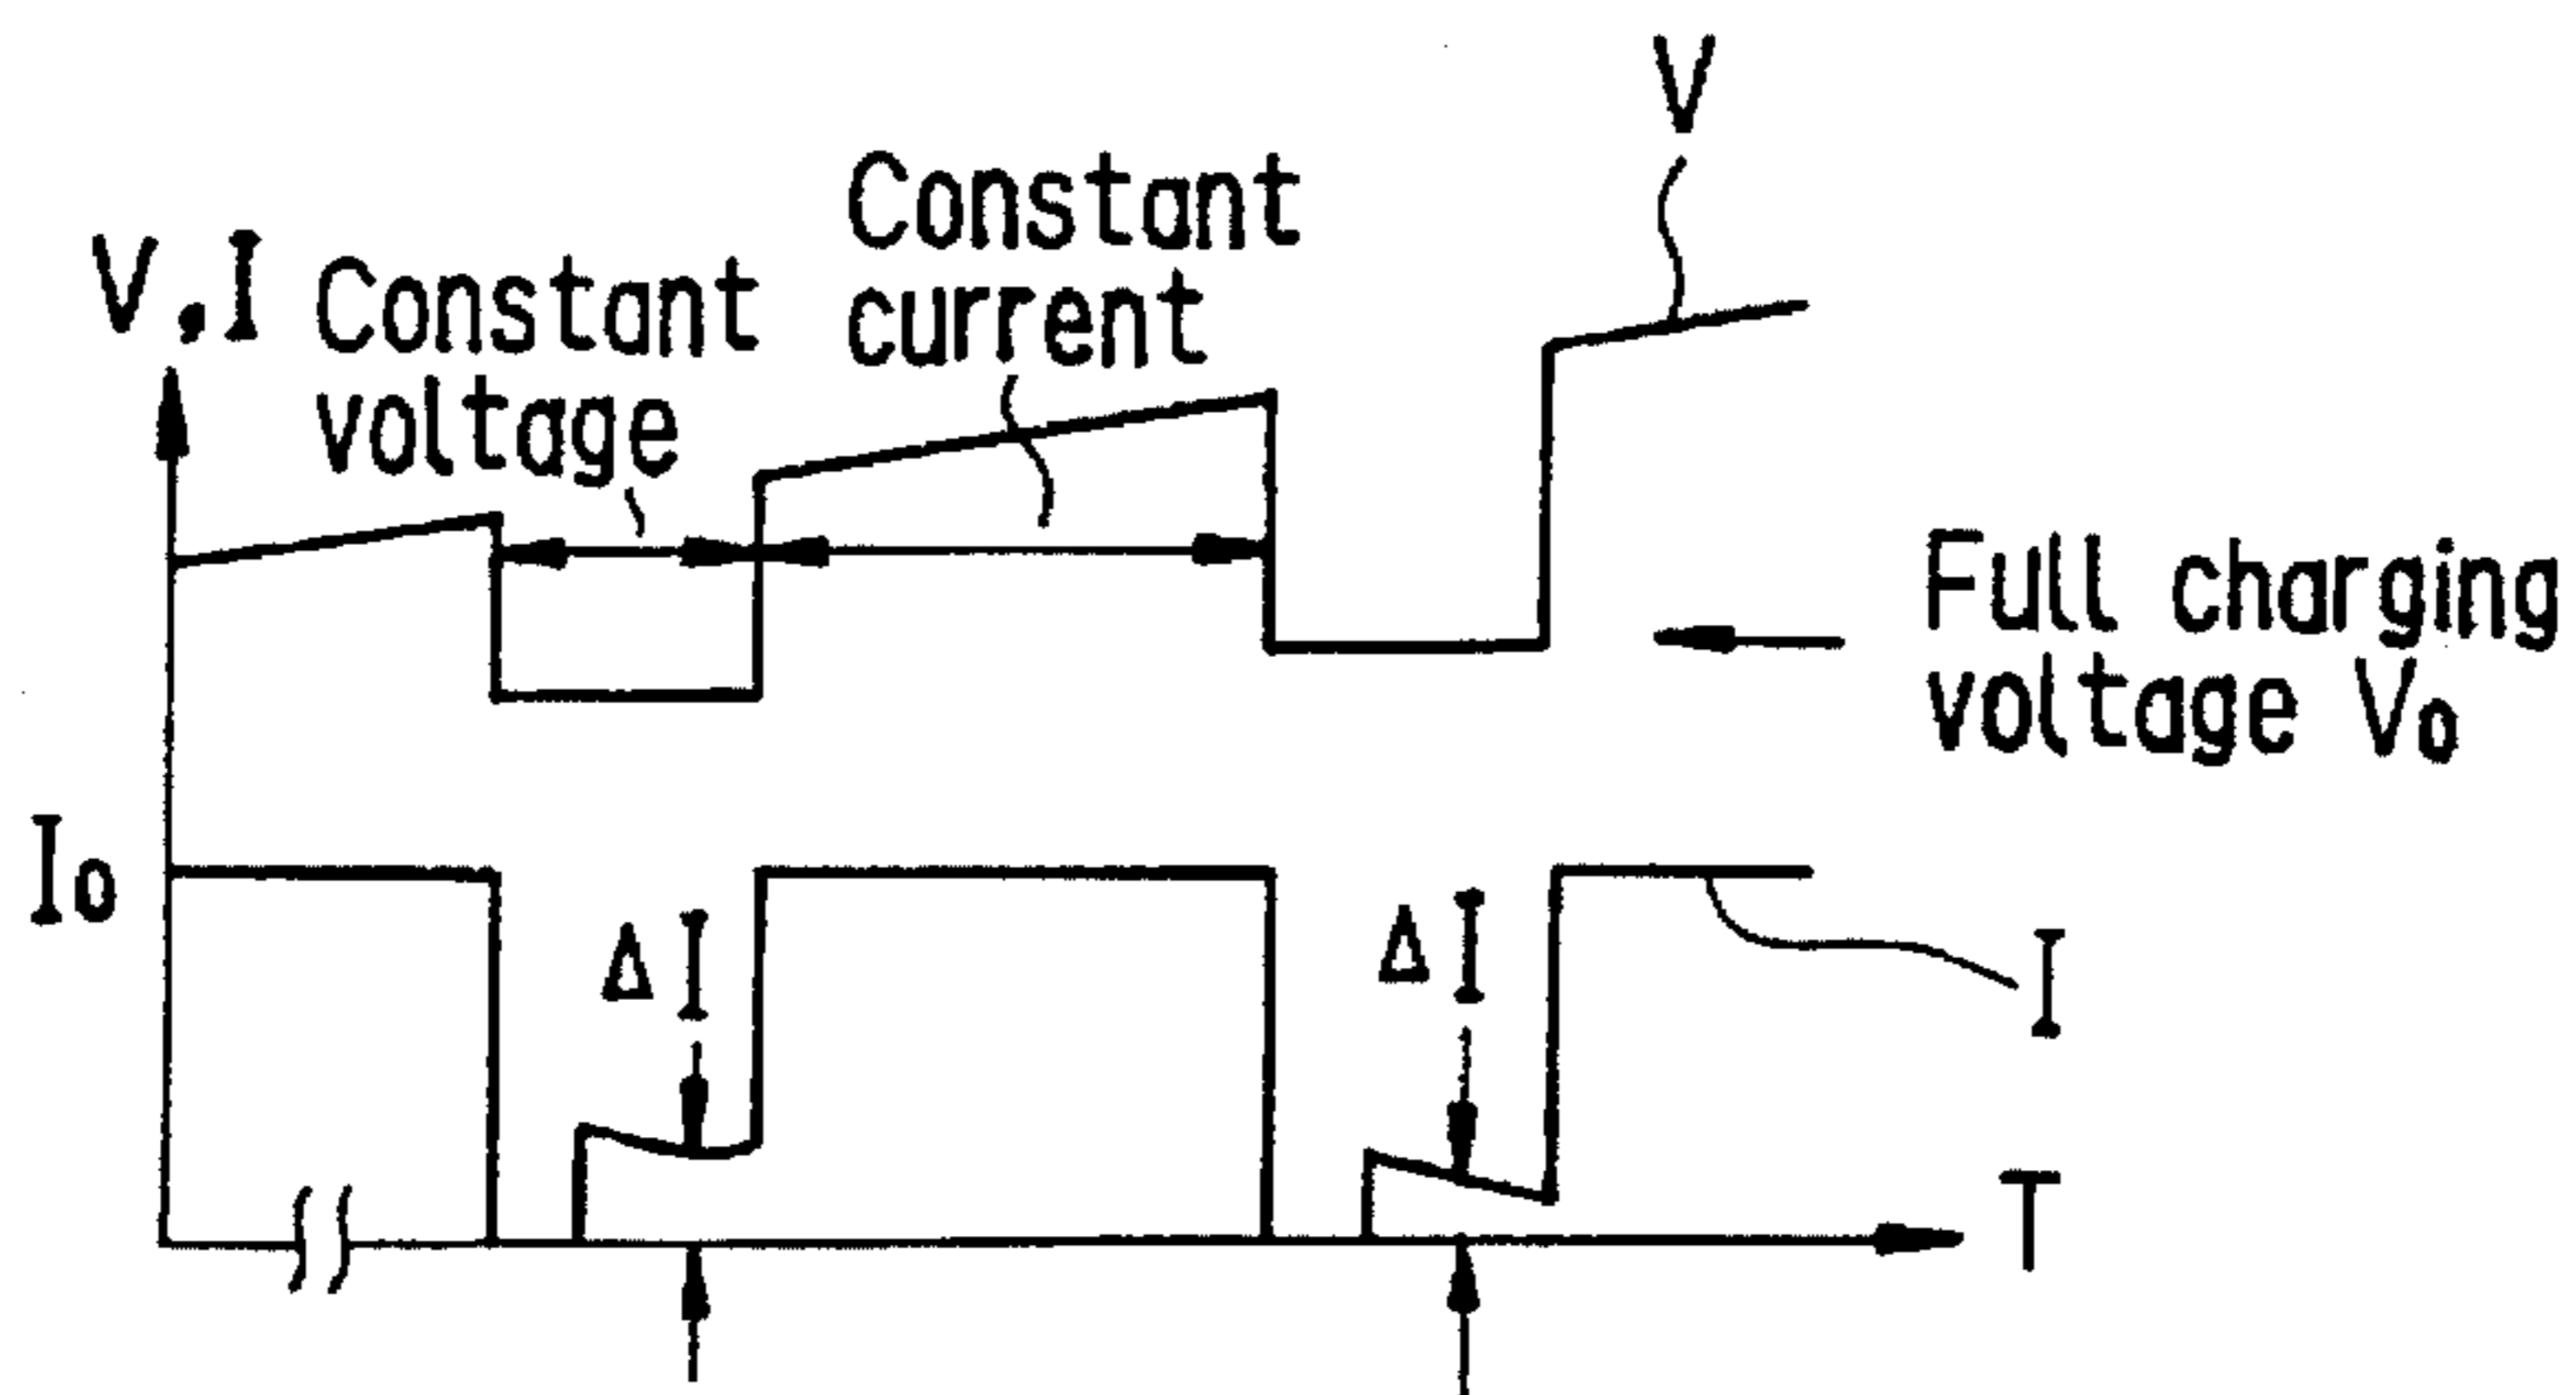 V
Constant
current
V,I
Constant
voltage
Full charging
voltage V₀
I₀
ΔI
ΔI
I
T